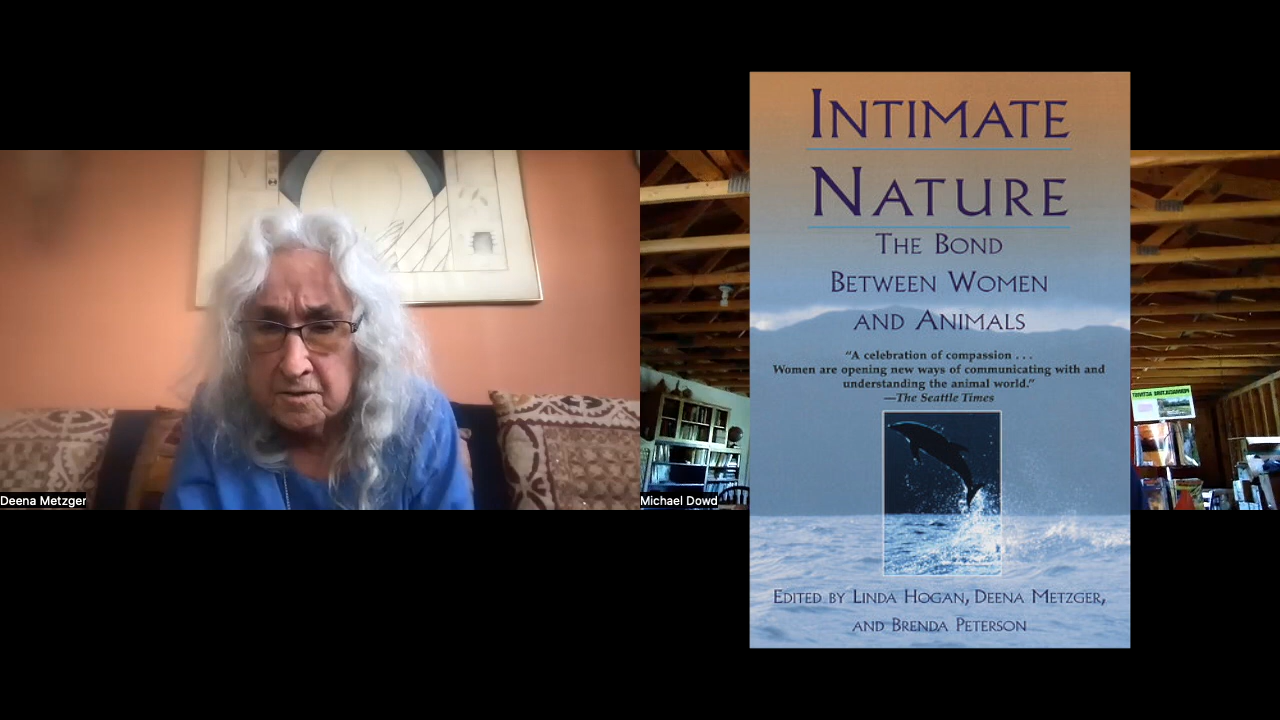 Deena Metzger
Michael Dowd
INTIMATE
NATURE
THE BOND
BETWEEN WOMEN
AND ANIMALS
“A celebration of compassion . . .
Women are opening new ways of communicating with and
understanding the animal world.”
—The Seattle Times
EDITED BY LINDA HOGAN, DEENA METZGER,
AND BRENDA PETERSON